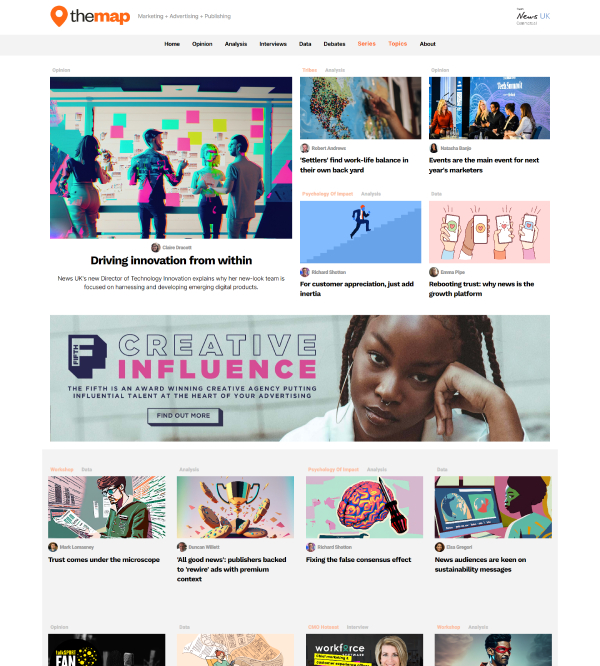 themap
Marketing + Advertising + Publishing
News UK
Home Opinion Analysis Interviews Data Debates Series Topics About
Opinion
Claire Dracott
Driving innovation from within
News UK's new Director of Technology Innovation explains why her new-look team is
focused on harnessing and developing emerging digital products.
Tribes Analysis
Robert Andrews
'Settlers' find work-life balance in
their own back yard
Opinion
Tech Summit
Natasha Banjo
Events are the main event for next
year's marketers
Psychology Of Impact Analysis
Richard Shotton
For customer appreciation, just add
inertia
Data
Emma Pipe
Rebooting trust: why news is the
growth platform
FIFTH
CREATIVE
INFLUENCE
THE FIFTH IS AN AWARD WINNING CREATIVE AGENCY PUTTING
INFLUENTIAL TALENT AT THE HEART OF YOUR ADVERTISING
FIND OUT MORE
Workshop Data
Trust comes under the microscope
Analysis
Duncan Willett
'All good news': publishers backed
to 'rewire' ads with premium
context
Psychology Of Impact Analysis
Richard Shotton
Fixing the false consensus effect
Data
Elsa Gregori
News audiences are keen on
sustainability messages
Opinion
talkSPORT
FAN
Data
Interview
workforce
SOFTWARE
Workshop Analysis